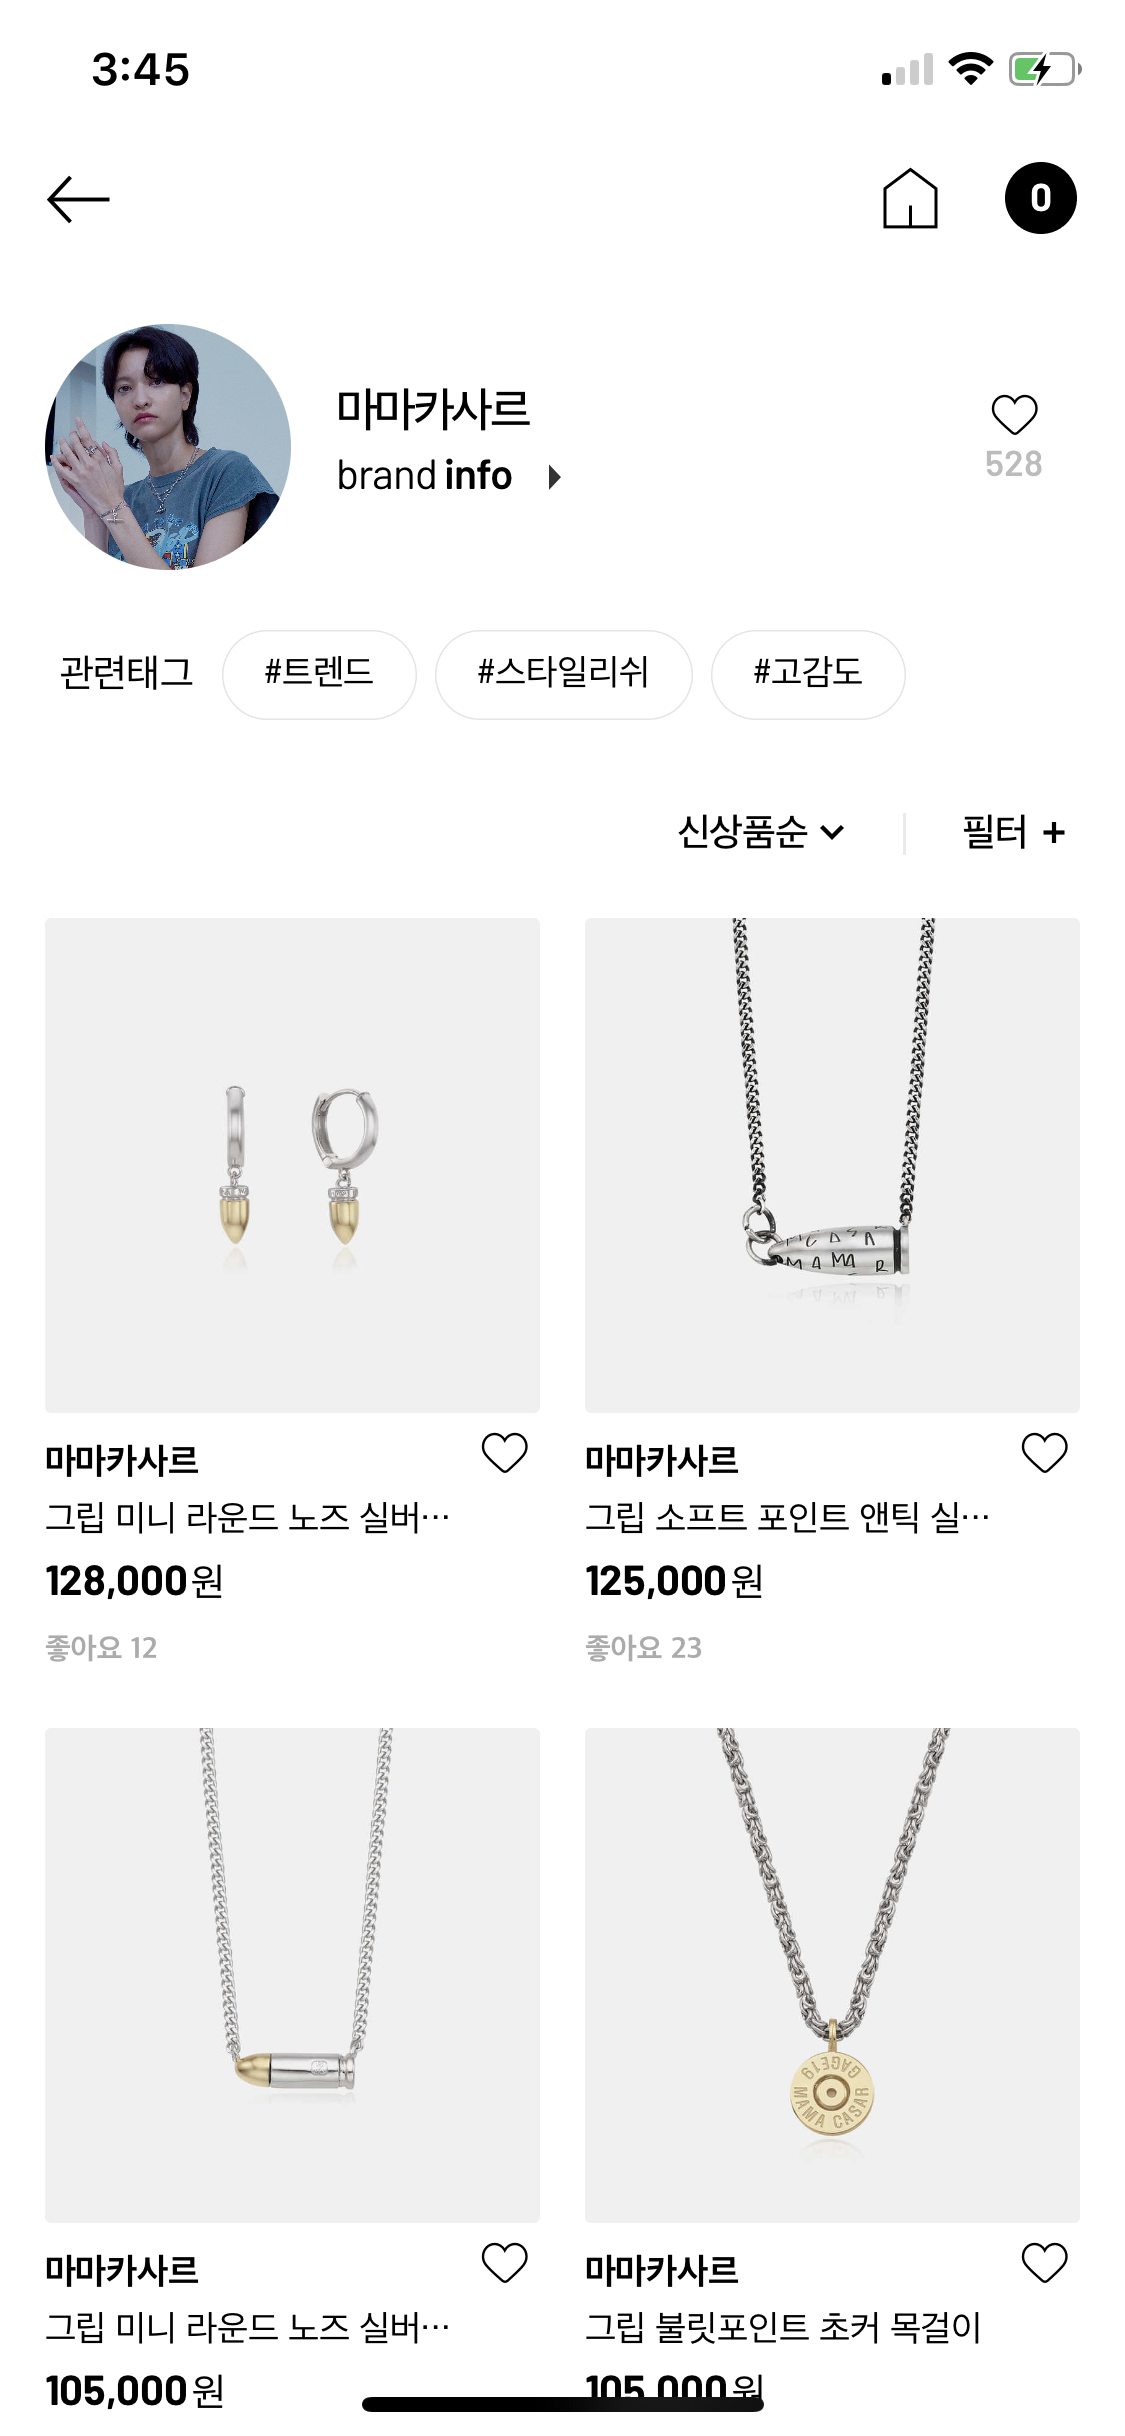 3:45
0
마마카사르
brand info
528
관련태그 #트렌드 #스타일리쉬 #고감도
신상품순 필터 +
마마카사르
그립 미니 라운드 노즈 실버…
128,000원
좋아요 12
마마카사르
그립 소프트 포인트 앤틱 실…
125,000원
좋아요 23
GAGE19
MAMA CASAR
마마카사르
그립 미니 라운드 노즈 실버…
105,000원
마마카사르
그립 불릿포인트 초커 목걸이
105,000원